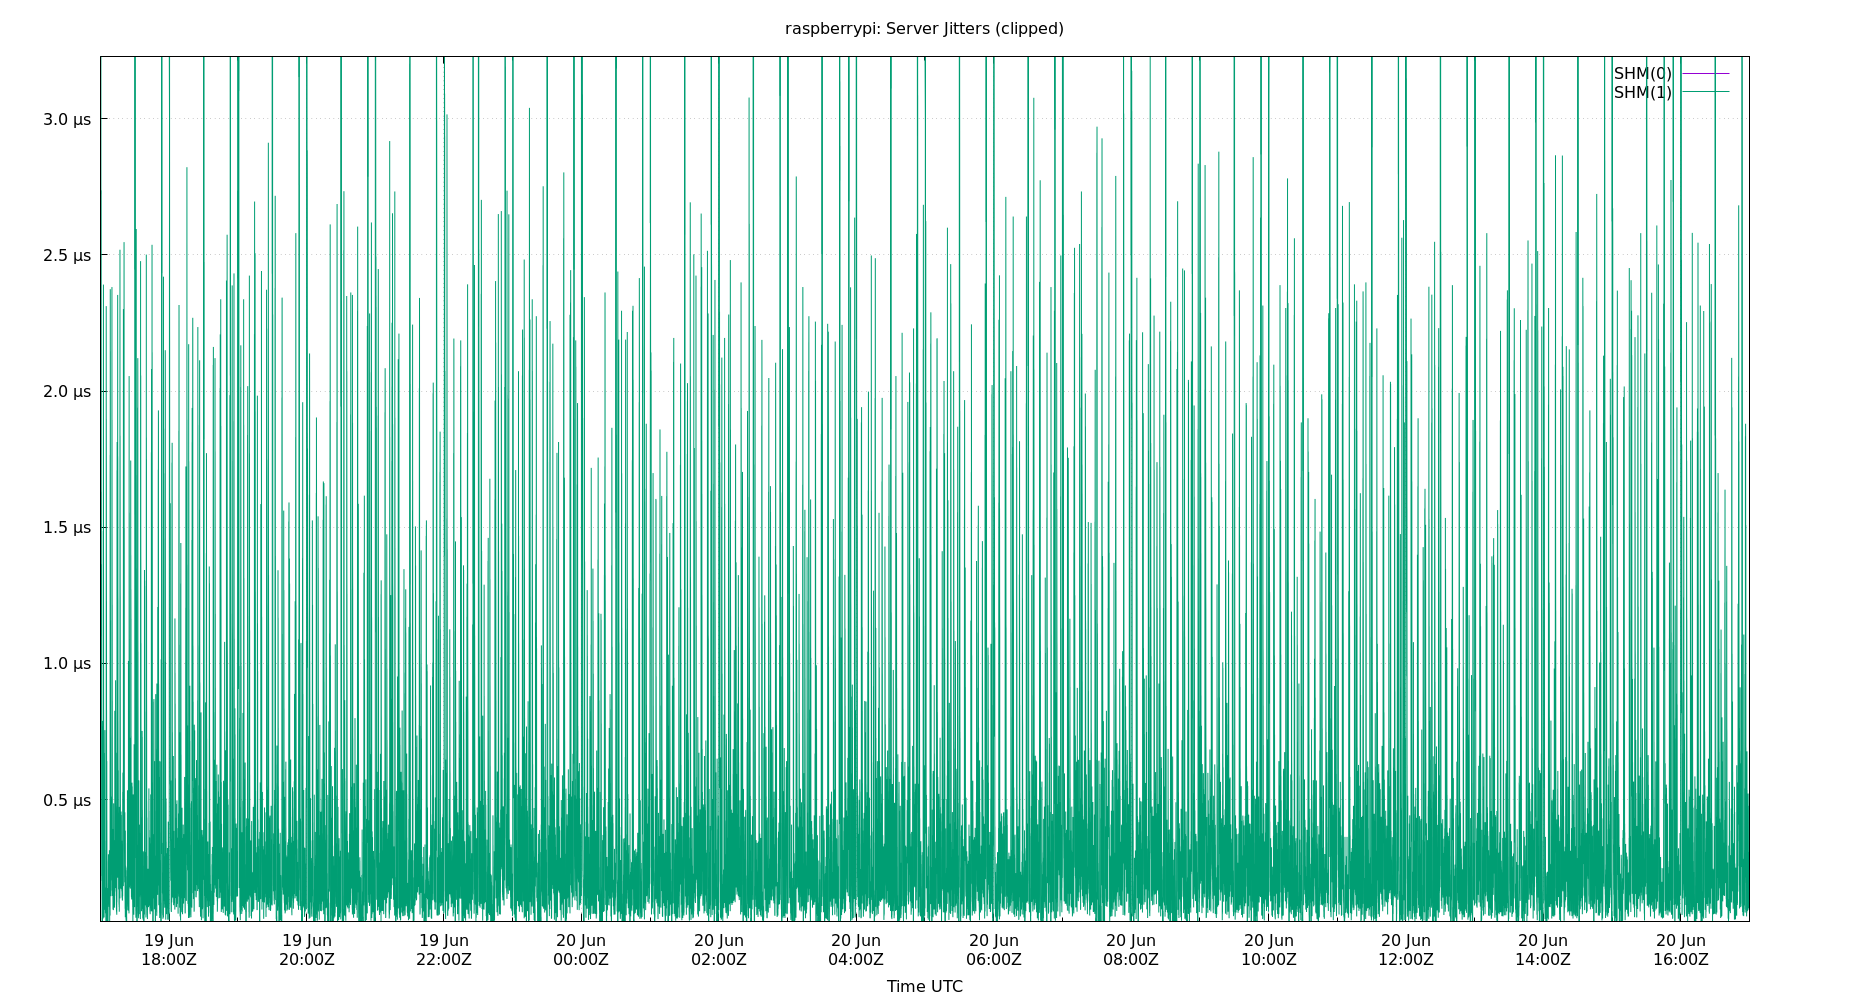 raspberrypi: Server Jitters (clipped)
SHM(0)
SHM(1)
3.0 µs
2.5 µs
2.0 µs
1.5 µs
1.0 µs
0.5 µs
19 Jun 19 Jun 19 Jun 20 Jun 20 Jun 20 Jun 20 Jun 20 Jun 20 Jun 20 Jun 20 Jun 20 Jun
18:00Z 20:00Z 22:00Z 00:00Z 02:00Z 04:00Z 06:00Z 08:00Z 10:00Z 12:00Z 14:00Z 16:00Z
Time UTC